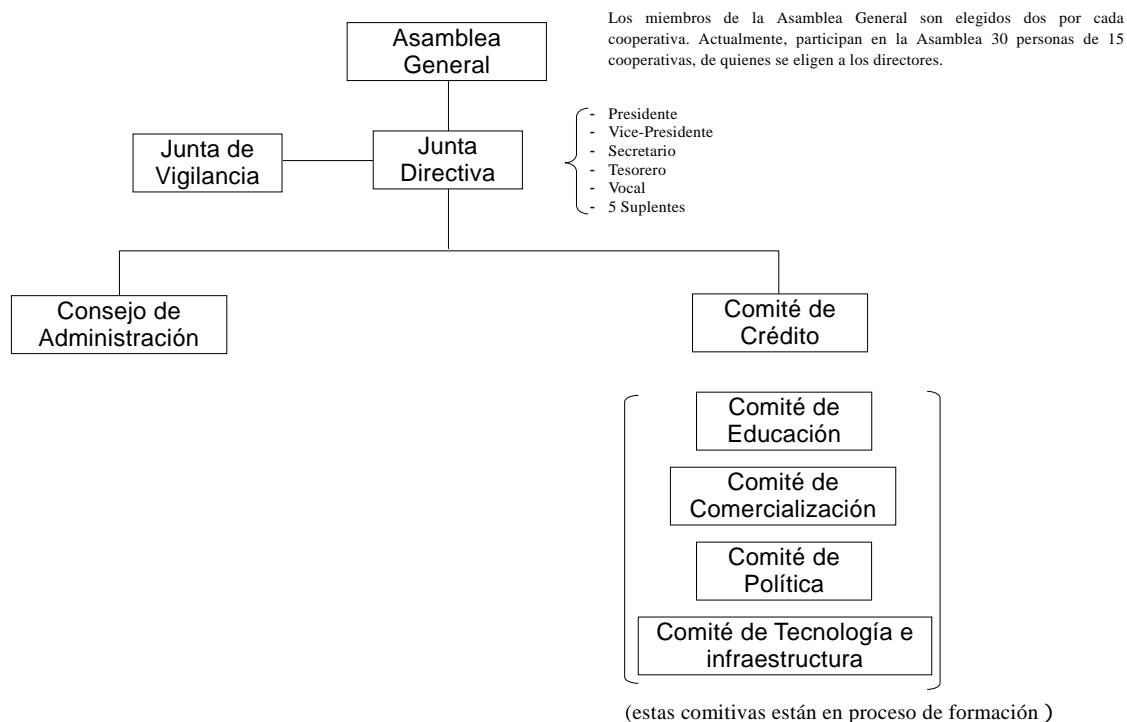 Asamblea
General
Los miembros de la Asamblea General son elegidos dos por cada
cooperativa. Actualmente, participan en la Asamblea 30 personas de 15
cooperativas, de quienes se eligen a los directores.
Junta de
Vigilancia
Junta
Directiva
- Presidente
- Vice-Presidente
- Secretario
- Tesorero
- Vocal
- 5 Suplentes
Consejo de
Administración
Comité de
Crédito
Comité de
Educación
Comité de
Comercialización
Comité de
Política
Comité de Tecnología e
infraestructura
(estas comitivas están en proceso de formación )